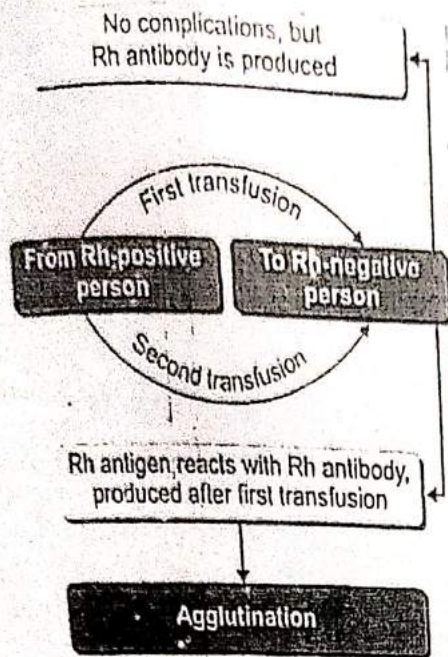 No complications, but
Rh antibody is produced
First transfusion
From Rh-positive
person
To Rh-negative
person
Second transfusion
Rh antigen reacts with Rh antibody,
produced after first transfusion
Agglutination